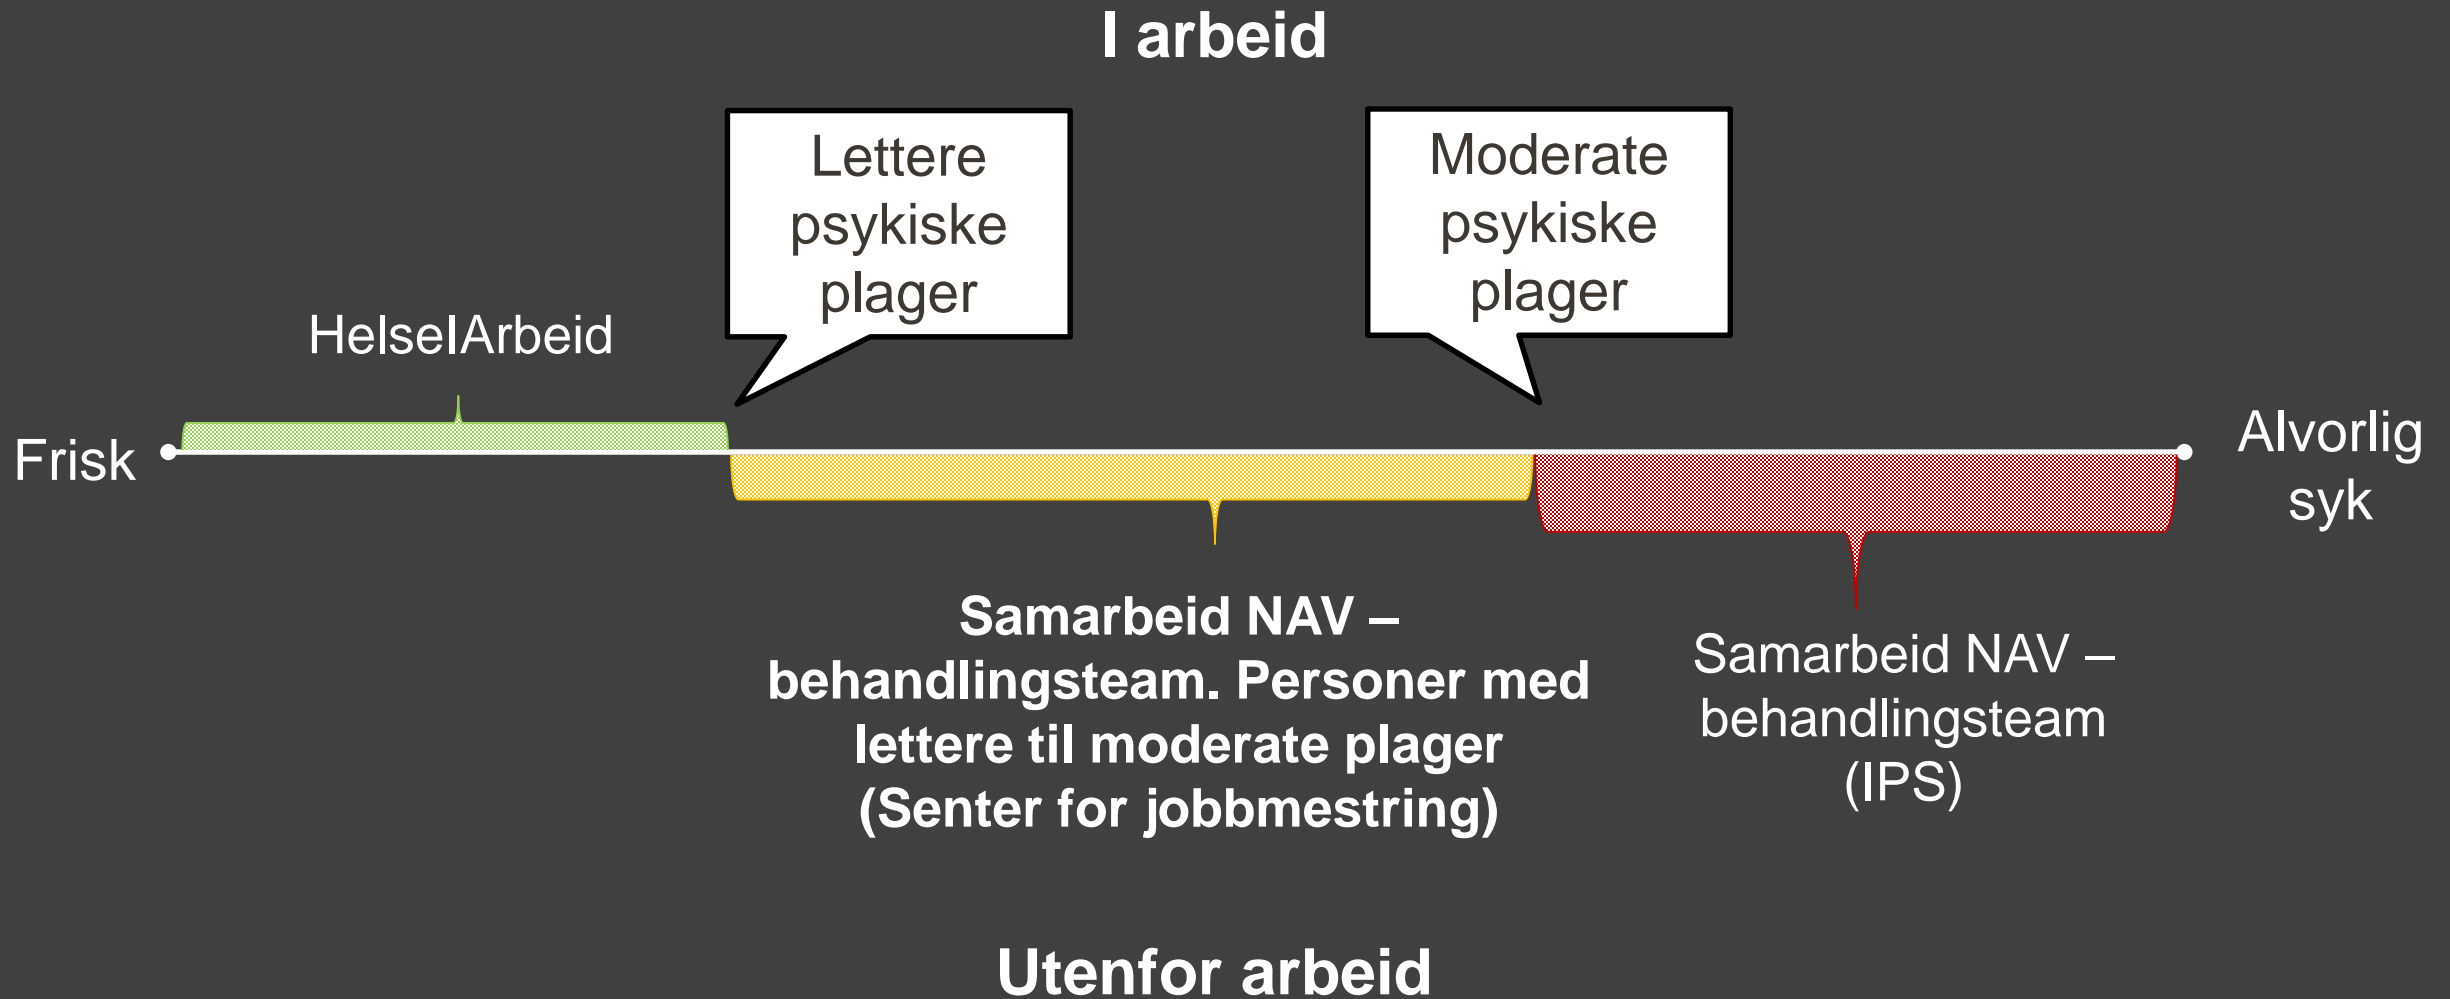 I arbeid
Lettere
psykiske
plager
Moderate
psykiske
plager
HelseIArbeid
Frisk
Alvorlig
syk
Samarbeid NAV –
behandlingsteam. Personer med
lettere til moderate plager
(Senter for jobbmestring)
Samarbeid NAV –
behandlingsteam
(IPS)
Utenfor arbeid